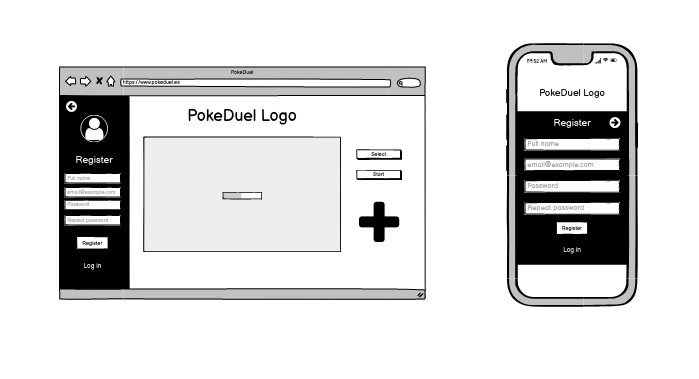 PokeDuel
https://www.pokeduel.es
PokeDuel Logo
Register
Full name
email@example.com
Password
Repeat password
Register
Log in
Select
Start
09:52 AM
PokeDuel Logo
Register
Full name
email@example.com
Password
Repeat password
Register
Log in